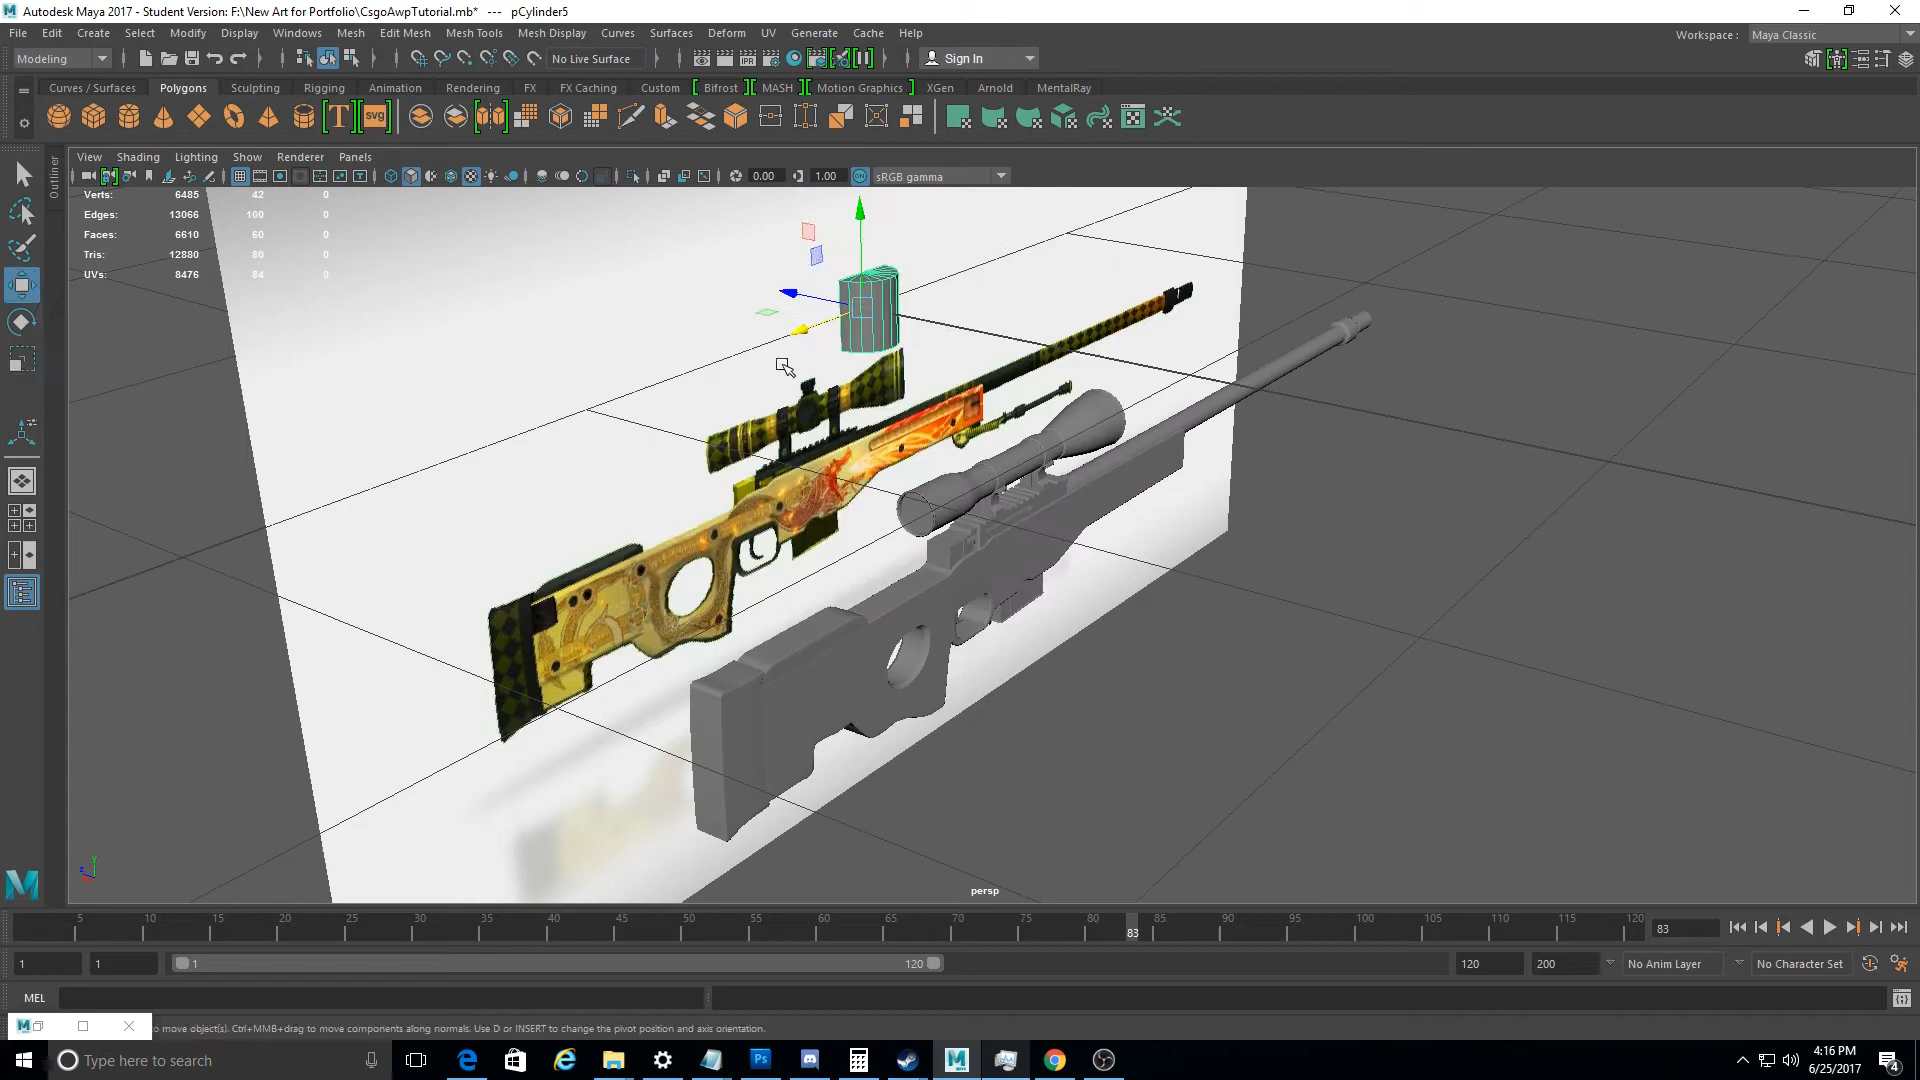 Autodesk Maya 2017 - Student Version: F:\New Art for Portfolio\CsgoAwpTutorial.mb* --- pCylinder5
File Edit Create Select Modify Display Windows Mesh Edit Mesh Mesh Tools Mesh Display Curves Surfaces Deform UV Generate Cache Help
Workspace : Maya Classic
Modeling No Live Surface Sign In
Curves / Surfaces Polygons Sculpting Rigging Animation Rendering FX FX Caching Custom Bifrost MASH Motion Graphics XGen Arnold MentalRay
T svg
IPR
Outliner
View Shading Lighting Show Renderer Panels
0.00 1.00 ON sRGB gamma
Verts: 6485 42 0
Edges: 13066 100 0
Faces: 6610 60 0
Tris: 12880 80 0
UVs: 8476 84 0
y
z
persp
5 10 15 20 25 30 35 40 45 50 55 60 65 70 75 80 85 90 95 100 105 110 115 120
83
83
1 1 1 120 120 200 No Anim Layer No Character Set
MEL
to move object(s). Ctrl+MMB+drag to move components along normals. Use D or INSERT to change the pivot position and axis orientation.
Type here to search
Ps
M
4:16 PM
6/25/2017
4